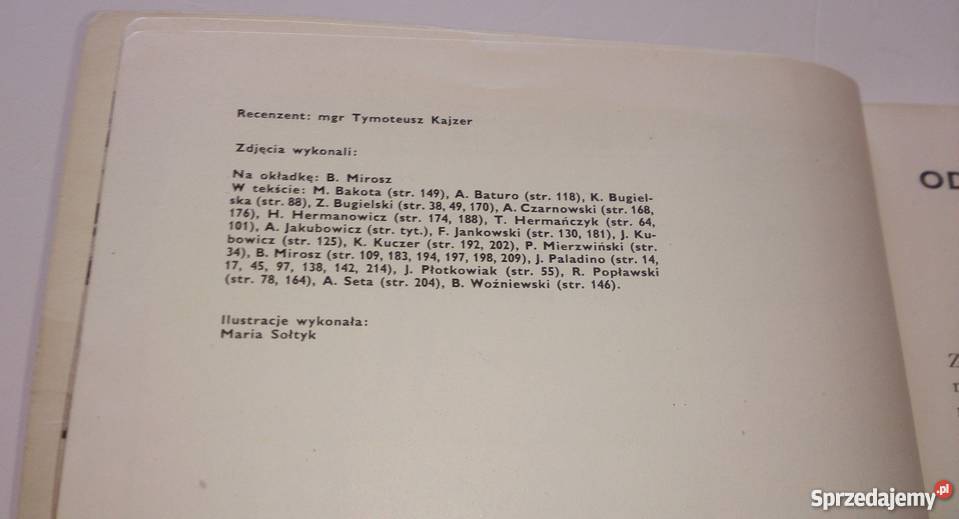 Recenzent: mgr Tymoteusz Kajzer
Zdjęcia wykonali:
Na okładkę: B. Mirosz
W tekście: M. Bakota (str. 149), A. Baturo (str. 118), K. Bugiel-
ska (str. 88), Z. Bugielski (str. 38, 49, 170), A. Czarnowski (str. 168,
176), H. Hermanowicz (str. 174, 188), T. Hermańczyk (str. 64,
101), A. Jakubowicz (str. tyt.), F. Jankowski (str. 130, 181), J. Ku-
bowicz (str. 125), K. Kuczer (str. 192, 202), P. Mierzwiński (str.
34), B. Mirosz (str. 109, 183, 194, 197, 198, 209), J. Paladino (str. 14,
17, 45, 97, 138, 142, 214), J. Płotkowiak (str. 55), R. Popławski
(str. 78, 164), A. Seta (str. 204), B. Woźniewski (str. 146).
Ilustracje wykonała:
Maria Sołtyk
OD
Z
Sprzedajemy.pl